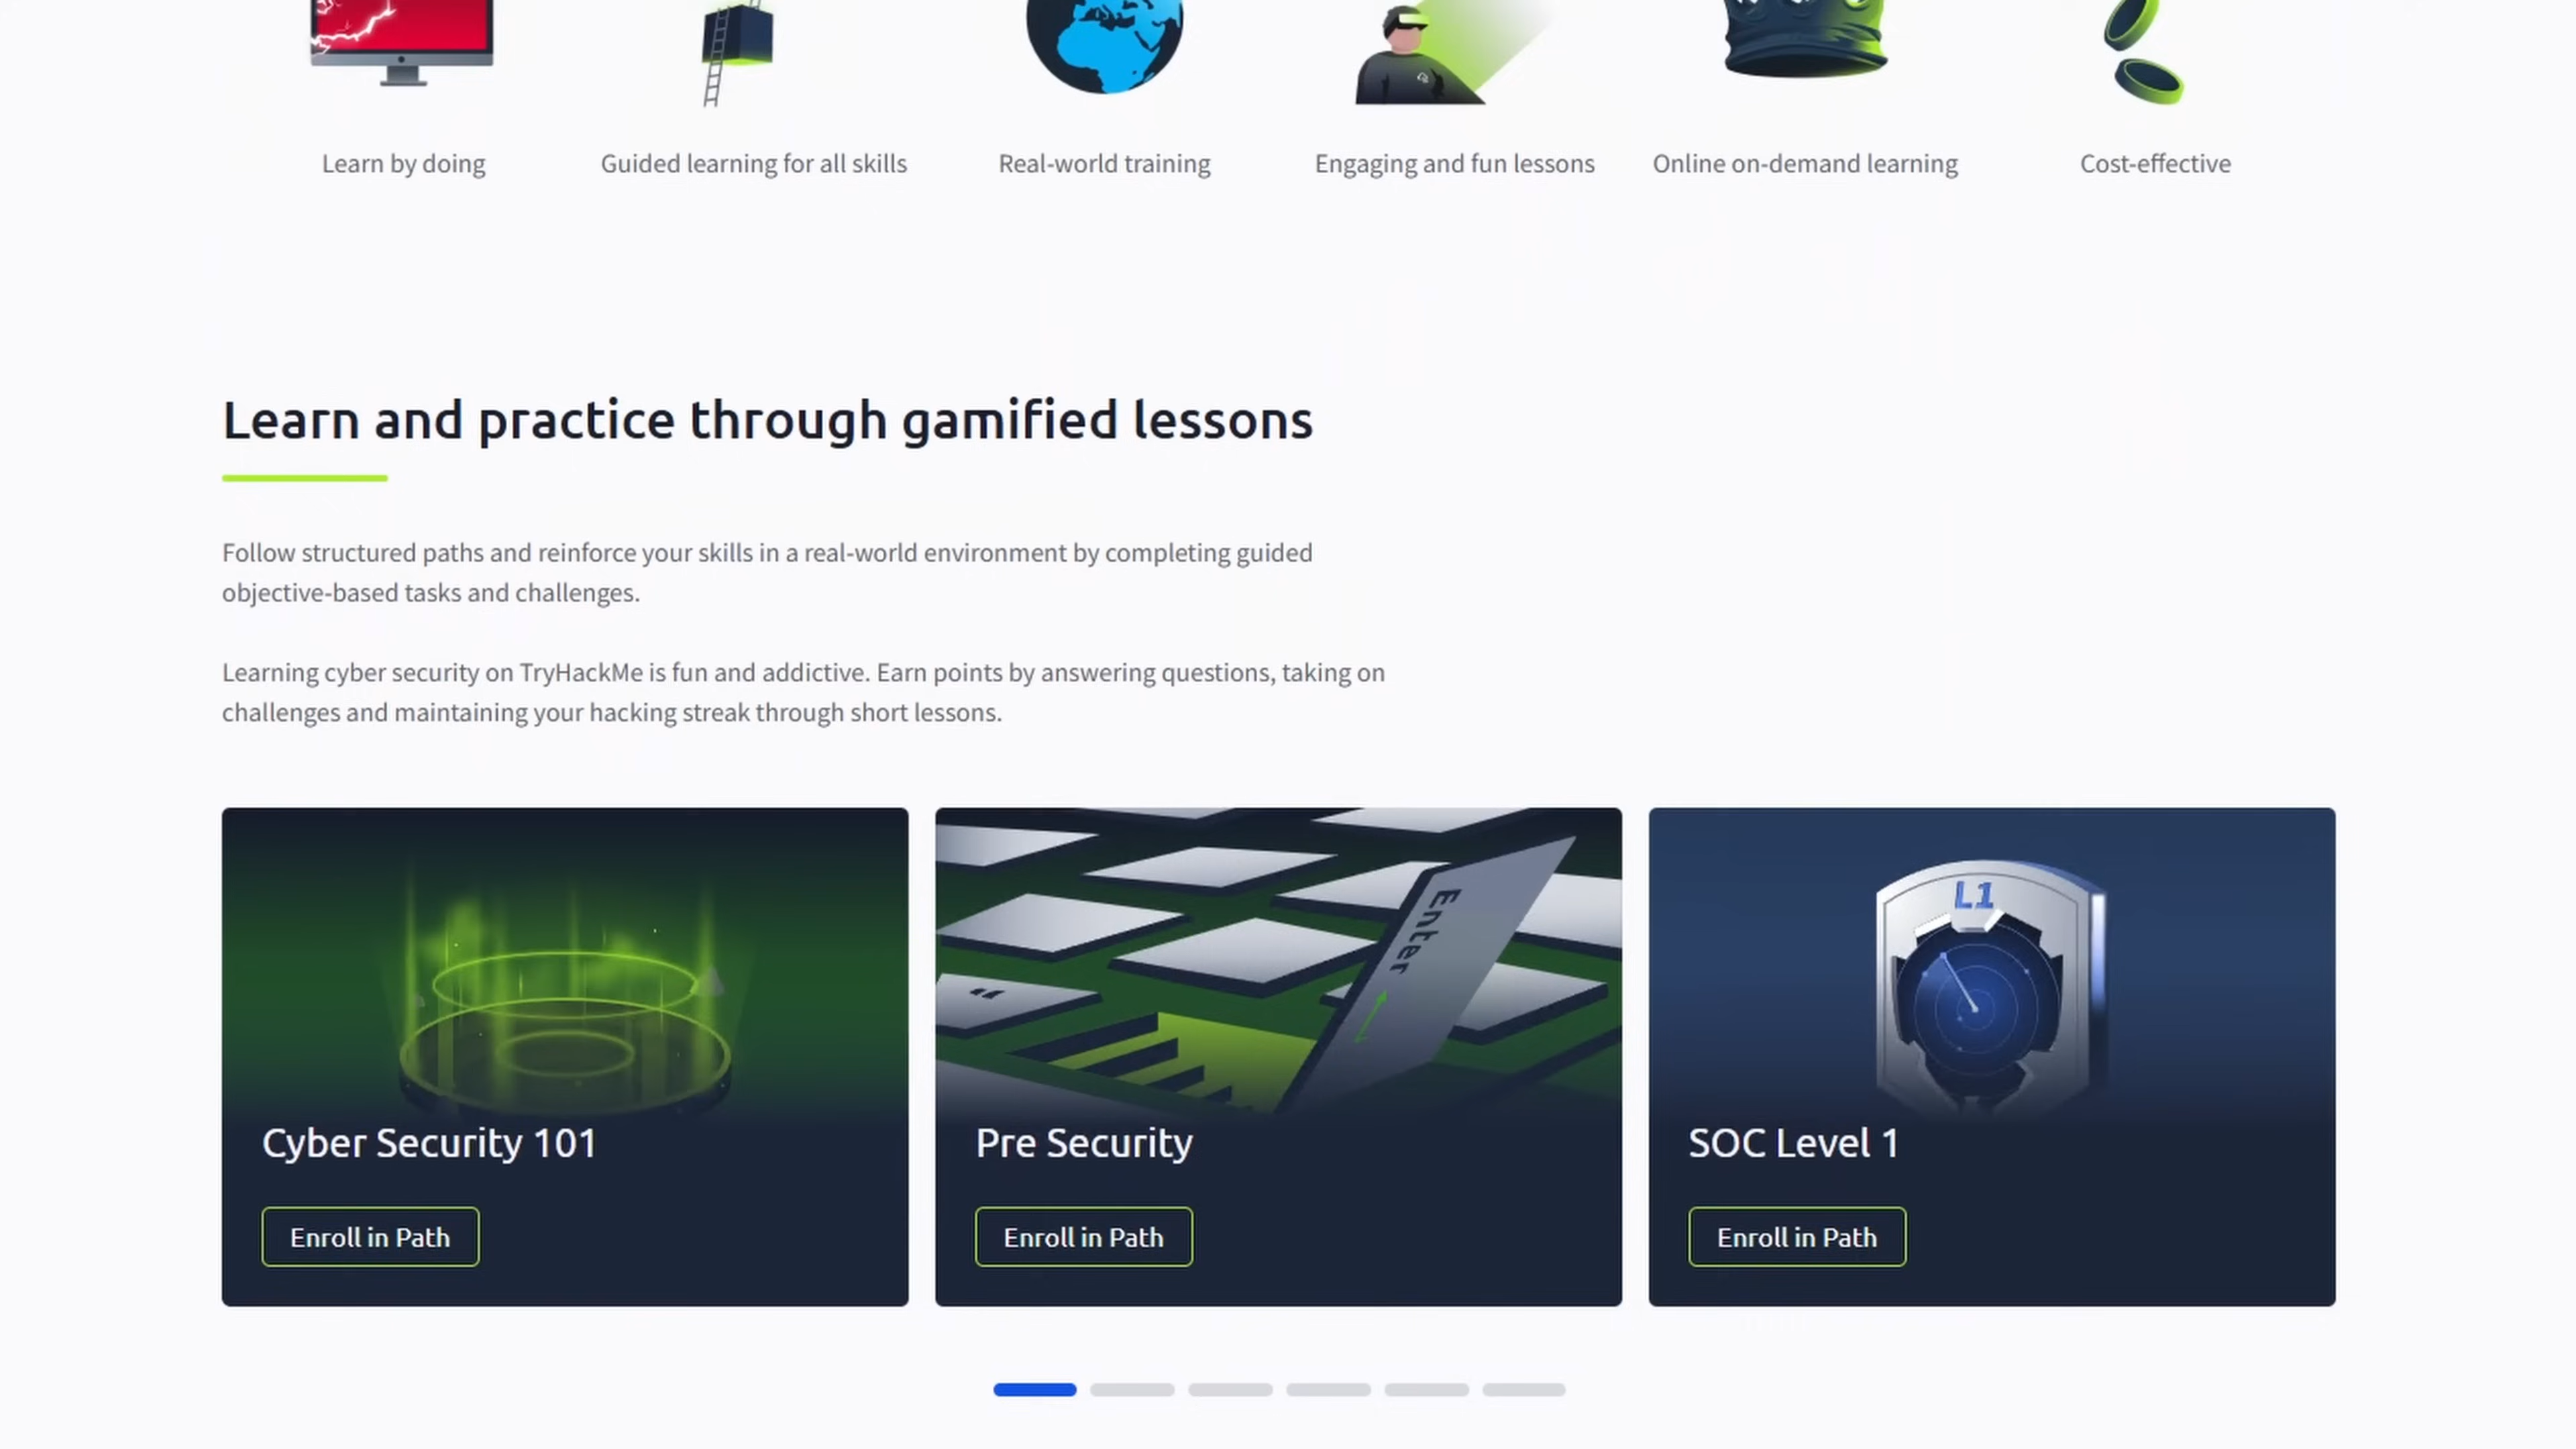 Learn by doing
Guided learning for all skills
Real-world training
Engaging and fun lessons
Online on-demand learning
Cost-effective
Learn and practice through gamified lessons
Follow structured paths and reinforce your skills in a real-world environment by completing guided
objective-based tasks and challenges.
Learning cyber security on TryHackMe is fun and addictive. Earn points by answering questions, taking on
challenges and maintaining your hacking streak through short lessons.
Enter
L1
Cyber Security 101
Pre Security
SOC Level 1
Enroll in Path
Enroll in Path
Enroll in Path